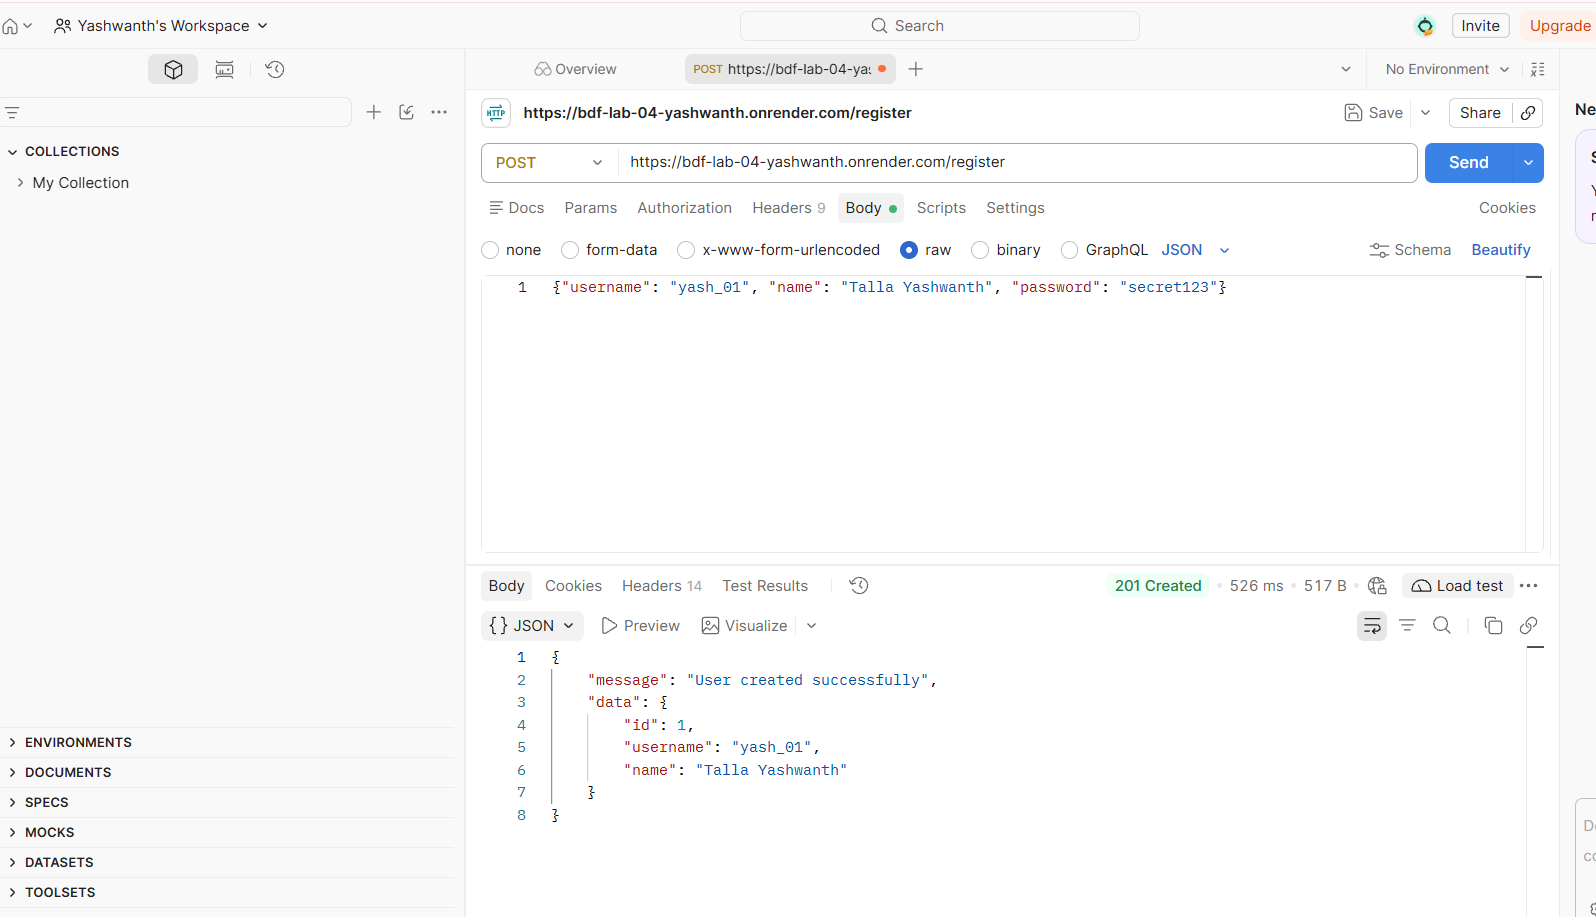 Yashwanth's Workspace
Search
Invite
Upgrade
Overview
POST https://bdf-lab-04-ya
No Environment
COLLECTIONS
My Collection
HTTP
https://bdf-lab-04-yashwanth.onrender.com/register
Save
Share
Ne
POST
https://bdf-lab-04-yashwanth.onrender.com/register
Send
Docs
Params
Authorization
Headers 9
Body
Scripts
Settings
Cookies
none
form-data
x-www-form-urlencoded
raw
binary
GraphQL
JSON
Schema
Beautify
1 {"username": "yash_01", "name": "Talla Yashwanth", "password": "secret123"}
Body
Cookies
Headers 14
Test Results
201 Created
526 ms
517 B
Load test
{} JSON
Preview
Visualize
1 {
2 "message": "User created successfully",
3 "data": {
4 "id": 1,
5 "username": "yash_01",
6 "name": "Talla Yashwanth"
7 }
8 }
ENVIRONMENTS
DOCUMENTS
SPECS
MOCKS
DATASETS
TOOLSETS